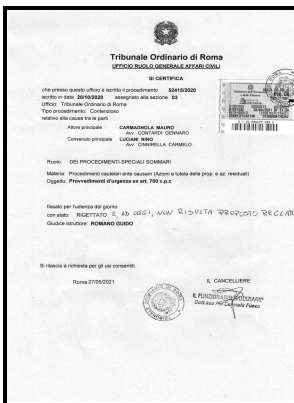 Tribunale Ordinario di Roma
UFFICIO RUOLO GENERALE AFFARI CIVILI
SI CERTIFICA
che presso questo ufficio è iscritto il procedimento 52415/2020
iscritto in data 20/10/2020 assegnato alla sezione 03
Ufficio: Tribunale Ordinario di Roma
Tipo procedimento: Contenzioso
relativo alla causa tra le parti
Attore principale CARMAGNOLA MAURO
Avv. CONTARDI GENNARO
Convenuto principale LUCIANI NINO
Avv. CINNIRELLA CARMELO
Ruolo: DEI PROCEDIMENTI SPECIALI SOMMARI
Materia: Procedimenti cautelari ante causam (Azioni a tutela della prop. e az. residuali)
Oggetto: Provvedimenti d'urgenza ex art. 700 c.p.c
fissato per l'udienza del giorno
con stato: RIGETTATO E, AD OGGI, NON RISULTA PROPOSTO RECLAMO
Giudice istruttore: ROMANO GUIDO
Si rilascia a richiesta per gli usi consentiti.
Roma 27/05/2021
IL CANCELLIERE
IL FUNZIONARIO GIUDIZIARIO
Dott.ssa